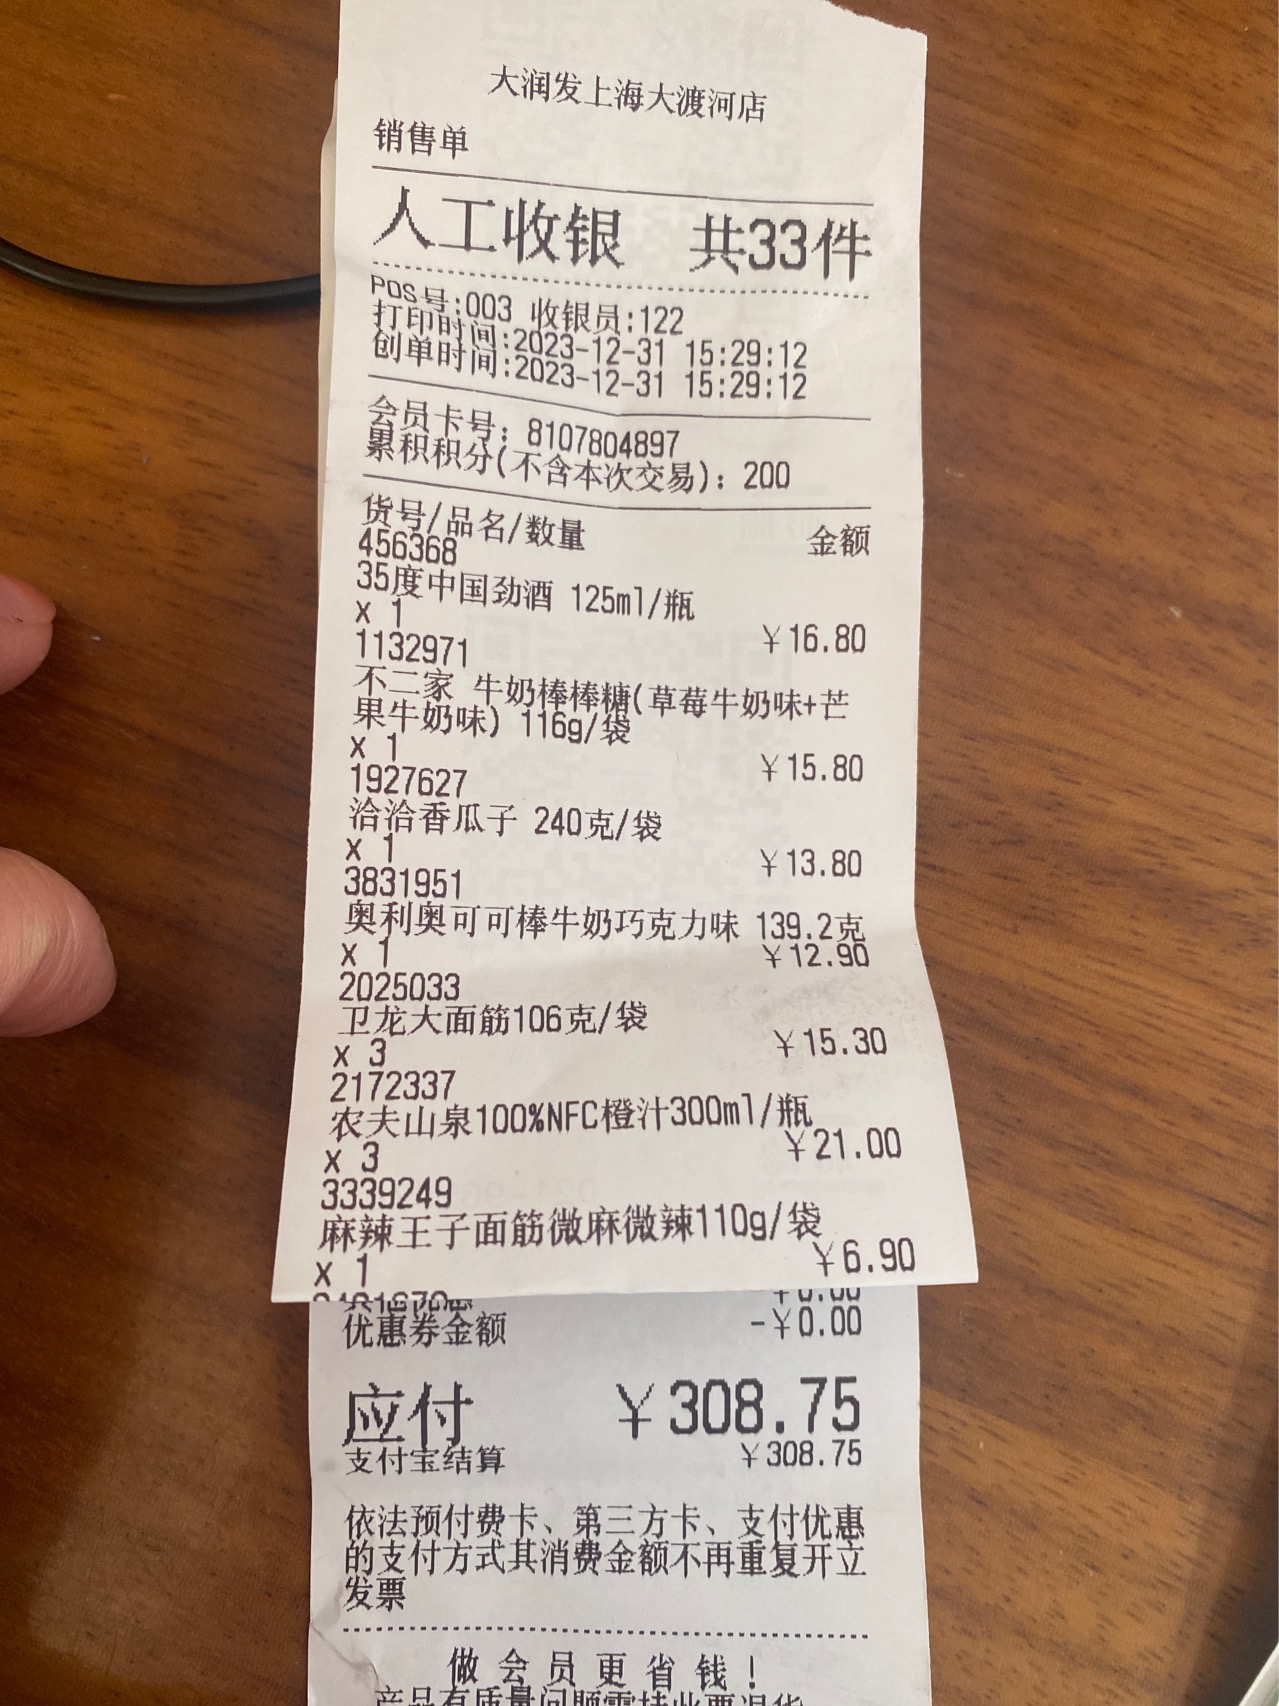 大润发上海大渡河店
销售单
人工收银 共33件
POS号:003 收银员:122
打印时间:2023-12-31 15:29:12
创单时间:2023-12-31 15:29:12
会员卡号: 8107804897
累积积分(不含本次交易): 200
货号/品名/数量 金额
456368
35度中国劲酒 125ml/瓶
x 1 ￥16.80
1132971
不二家 牛奶棒棒糖(草莓牛奶味+芒
果牛奶味) 116g/袋
x 1 ￥15.80
1927627
洽洽香瓜子 240克/袋
x 1 ￥13.80
3831951
奥利奥可可棒牛奶巧克力味 139.2克
x 1 ￥12.90
2025033
卫龙大面筋106克/袋
x 3 ￥15.30
2172337
农夫山泉100%NFC橙汁300ml/瓶
x 3 ￥21.00
3339249
麻辣王子面筋微麻微辣110g/袋
x 1 ￥6.90
优惠券金额 -￥0.00
应付 ￥308.75
支付宝结算 ￥308.75
依法预付费卡、第三方卡、支付优惠
的支付方式其消费金额不再重复开立
发票
做会员更省钱!
产品有质量问题需持此票退货